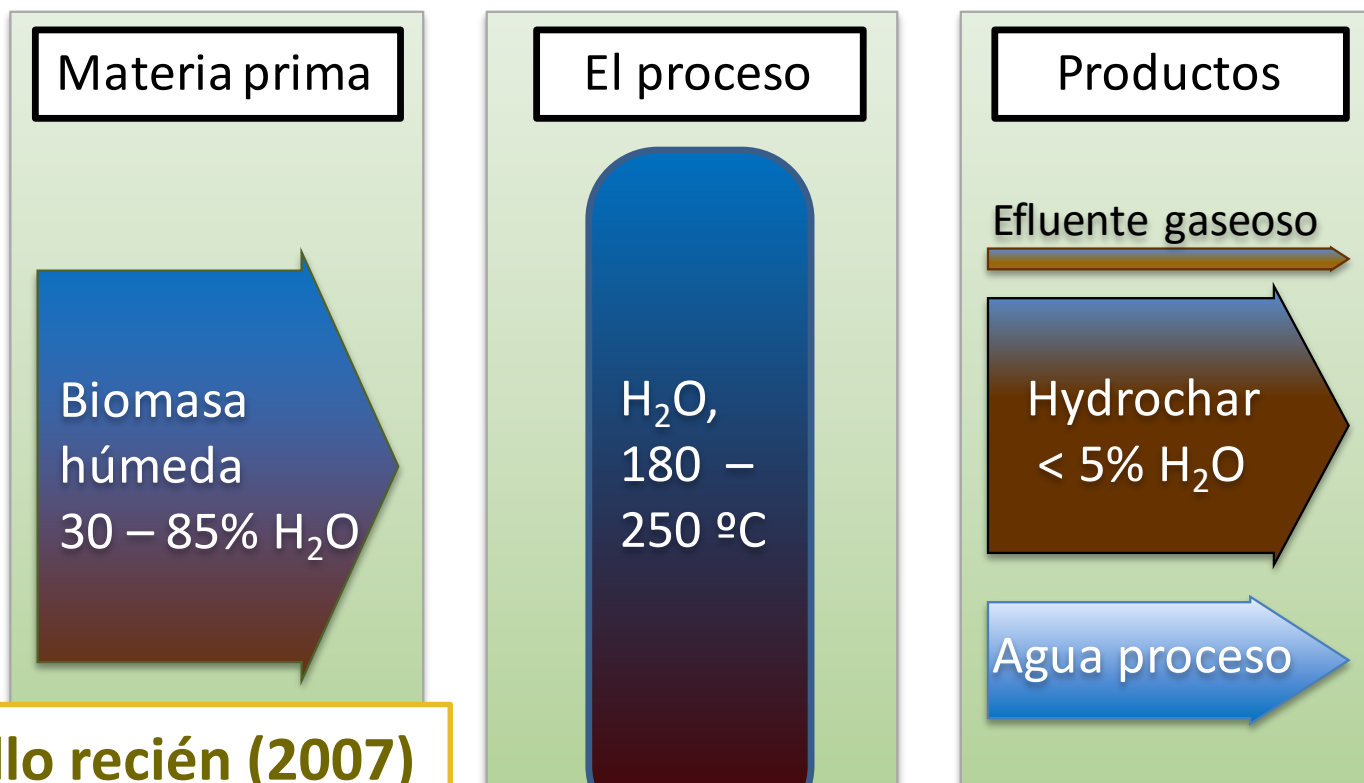 Materia prima
El proceso
Productos
Biomasa
húmeda
30 – 85% H₂O
H₂O,
180 –
250 ºC
Efluente gaseoso
Hydrochar
< 5% H₂O
Agua proceso
recién (2007)